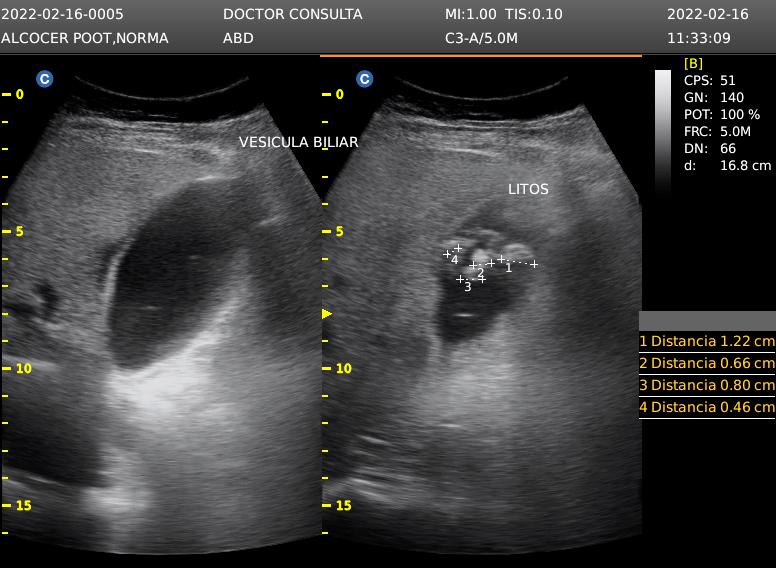 2022-02-16-0005 DOCTOR CONSULTA MI:1.00 TIS:0.10 2022-02-16
ALCOCER POOT,NORMA ABD C3-A/5.0M 11:33:09
C
0
5
10
15
VESICULA BILIAR
C
0
5
10
15
LITOS
4
2
1
3
[B]
CPS: 51
GN: 140
POT: 100 %
FRC: 5.0M
DN: 66
d: 16.8 cm
1 Distancia 1.22 cm
2 Distancia 0.66 cm
3 Distancia 0.80 cm
4 Distancia 0.46 cm